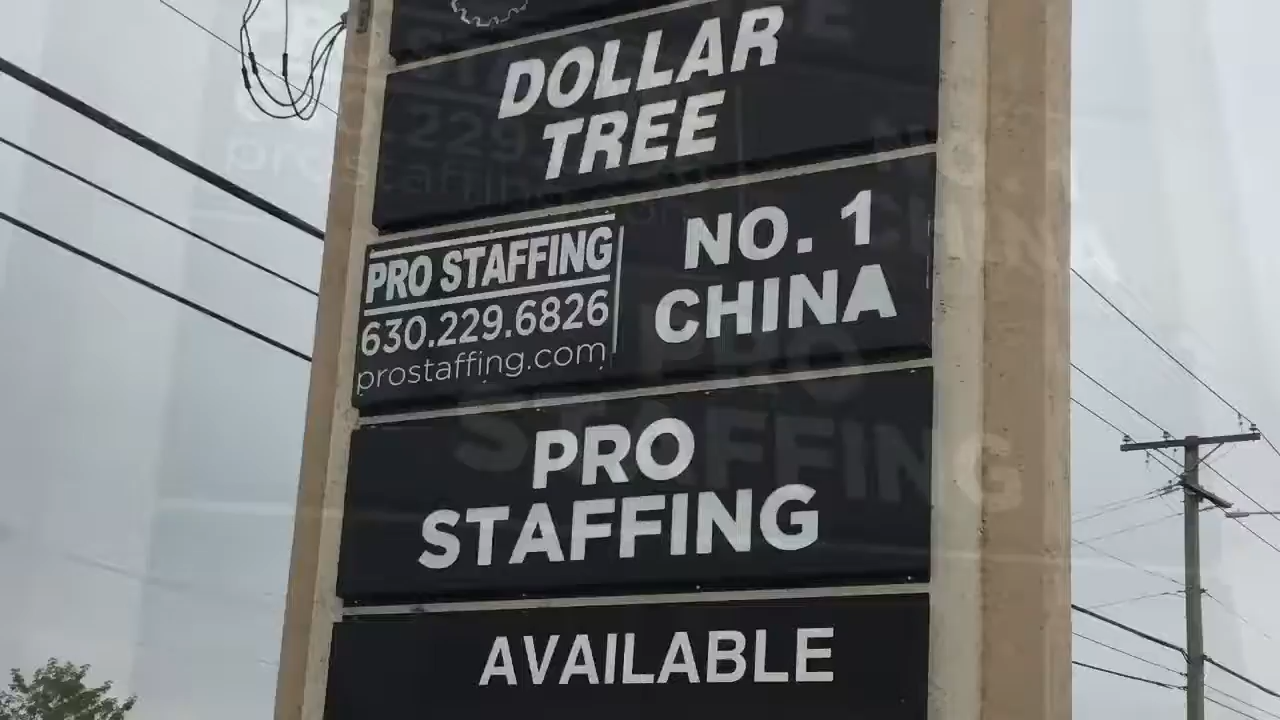 DOLLAR
TREE
PRO STAFFING
630.229.6826
prostaffing.com
NO. 1
CHINA
PRO
STAFFING
AVAILABLE